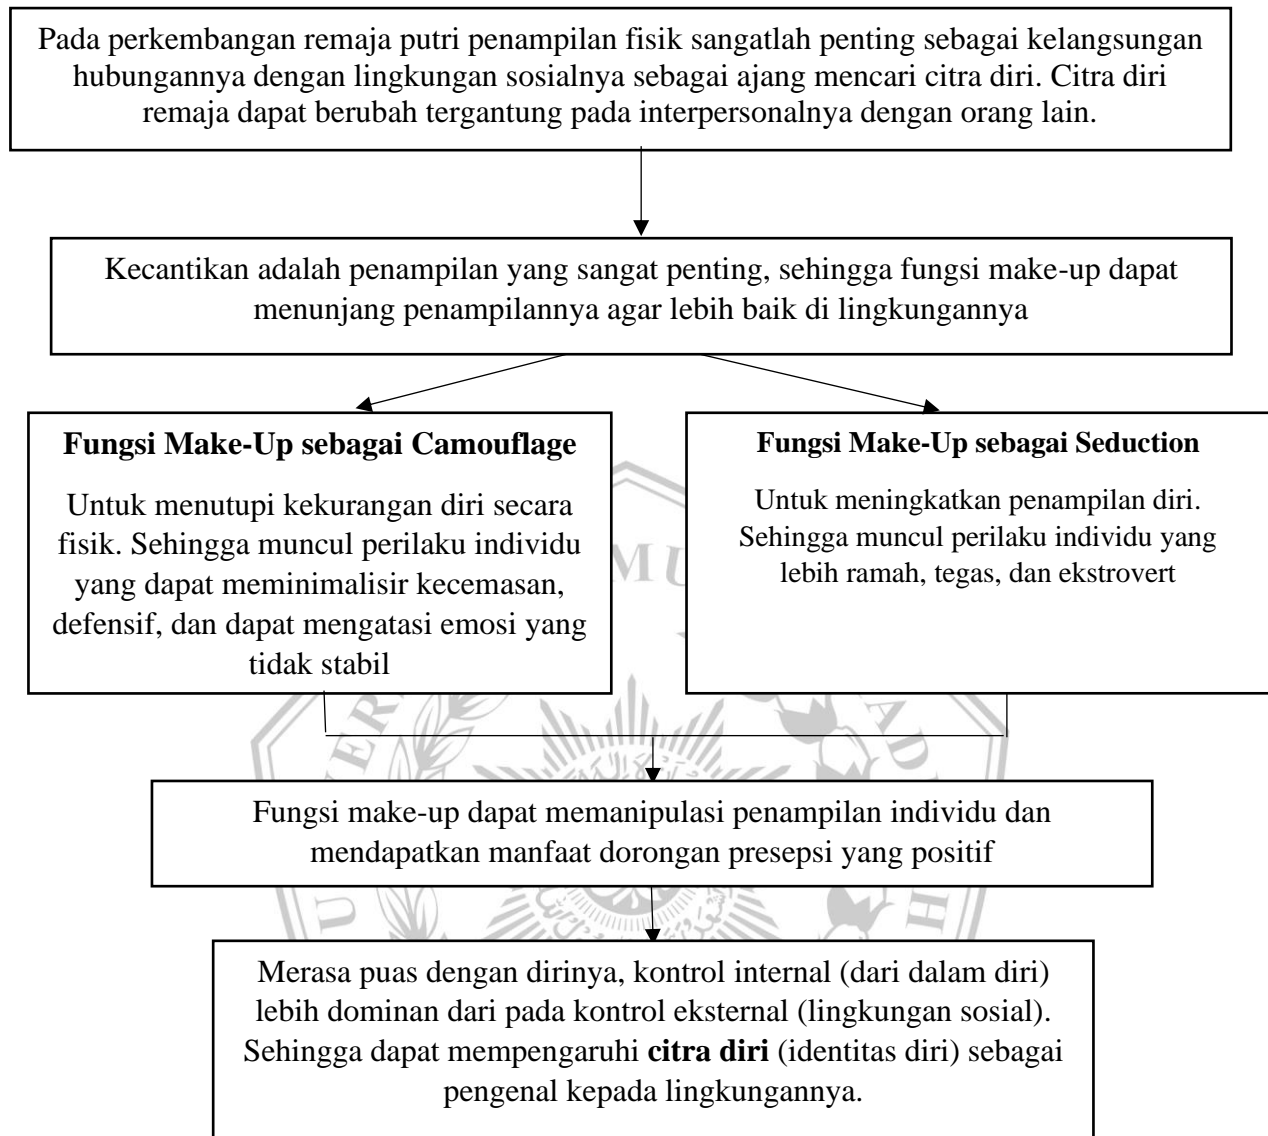 Pada perkembangan remaja putri penampilan fisik sangatlah penting sebagai kelangsungan
hubungannya dengan lingkungan sosialnya sebagai ajang mencari citra diri. Citra diri
remaja dapat berubah tergantung pada interpersonalnya dengan orang lain.
Kecantikan adalah penampilan yang sangat penting, sehingga fungsi make-up dapat
menunjang penampilannya agar lebih baik di lingkungannya
Fungsi Make-Up sebagai Camouflage
Untuk menutupi kekurangan diri secara
fisik. Sehingga muncul perilaku individu
yang dapat meminimalisir kecemasan,
defensif, dan dapat mengatasi emosi yang
tidak stabil
Fungsi Make-Up sebagai Seduction
Untuk meningkatkan penampilan diri.
Sehingga muncul perilaku individu yang
lebih ramah, tegas, dan ekstrovert
Fungsi make-up dapat memanipulasi penampilan individu dan
mendapatkan manfaat dorongan presepsi yang positif
Merasa puas dengan dirinya, kontrol internal (dari dalam diri)
lebih dominan dari pada kontrol eksternal (lingkungan sosial).
Sehingga dapat mempengaruhi citra diri (identitas diri) sebagai
pengenal kepada lingkungannya.